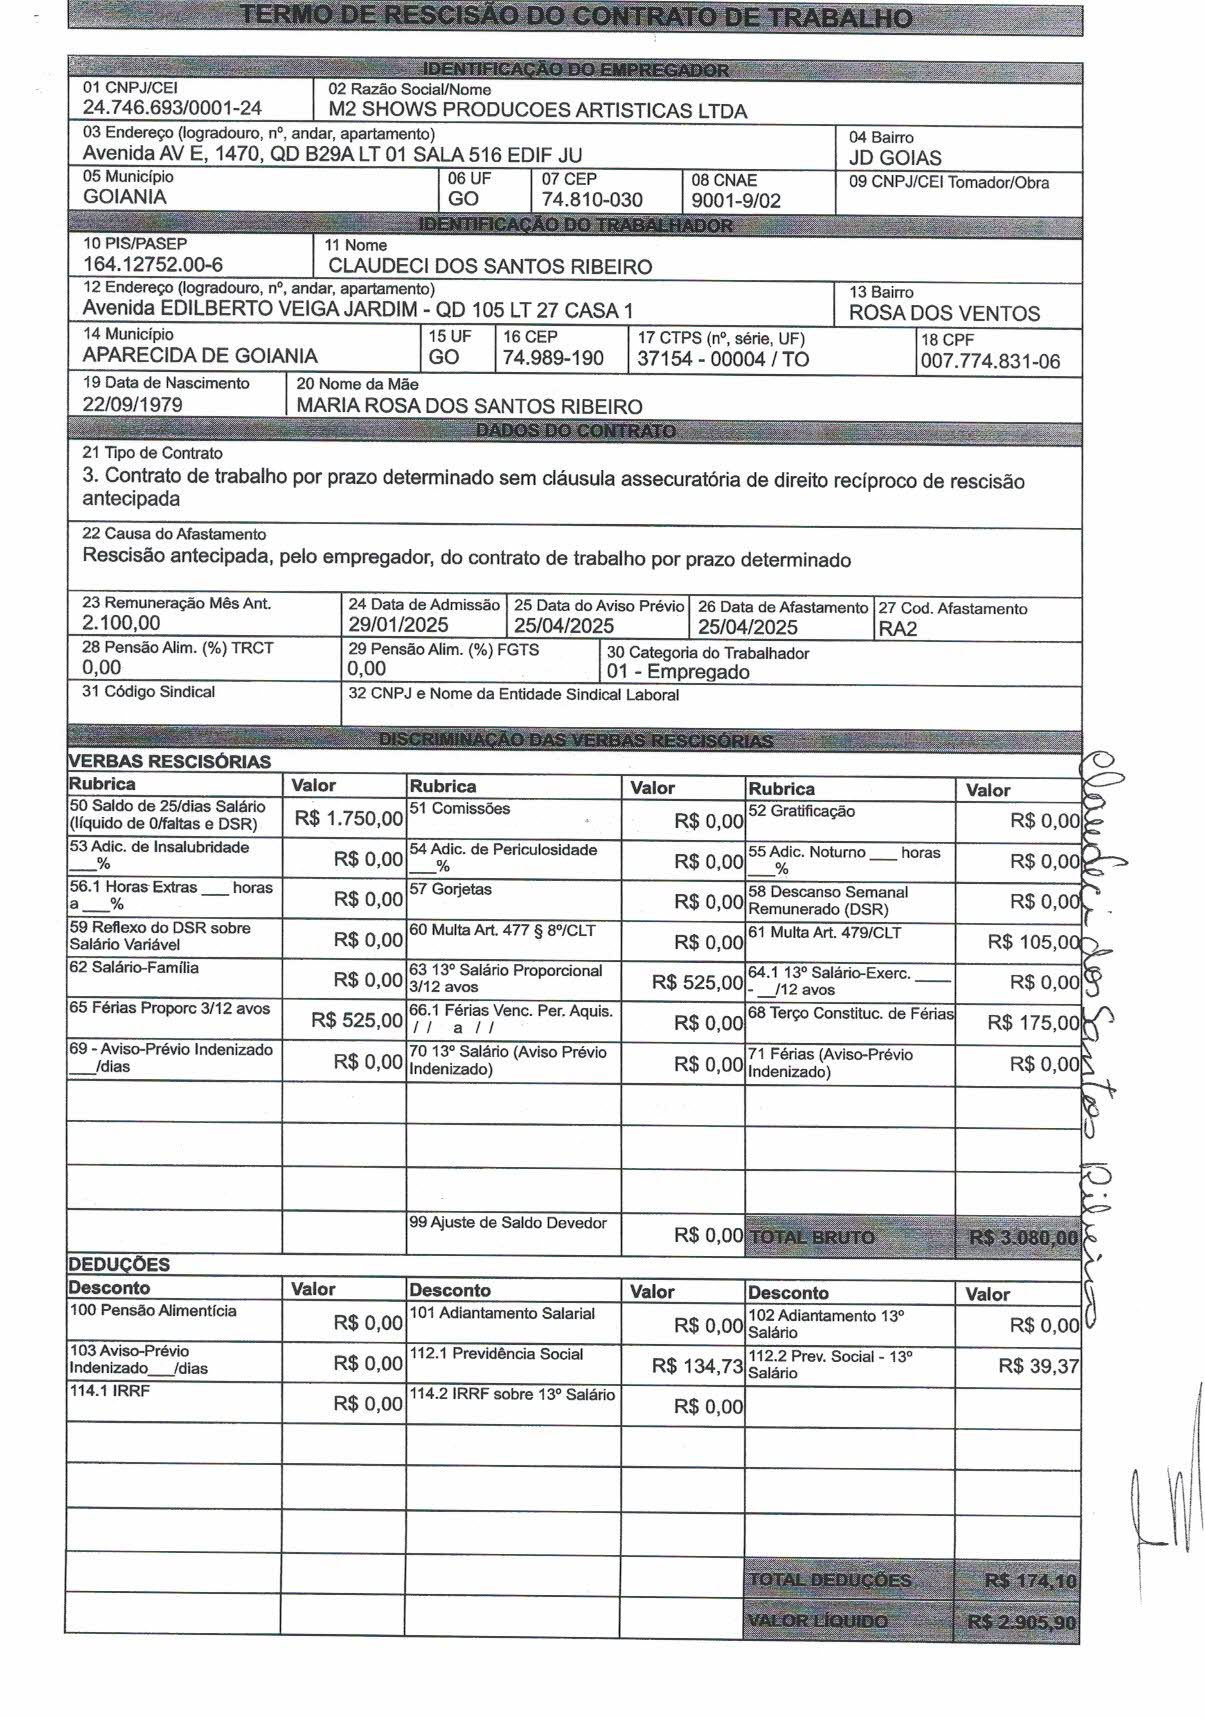 TERMO DE RESCISÃO DO CONTRATO DE TRABALHO
IDENTIFICAÇÃO DO EMPREGADOR
01 CNPJ/CEI
24.746.693/0001-24
02 Razão Social/Nome
M2 SHOWS PRODUCOES ARTISTICAS LTDA
03 Endereço (logradouro, nº, andar, apartamento)
Avenida AV E, 1470, QD B29A LT 01 SALA 516 EDIF JU
04 Bairro
JD GOIAS
05 Município
GOIANIA
06 UF
GO
07 CEP
74.810-030
08 CNAE
9001-9/02
09 CNPJ/CEI Tomador/Obra
IDENTIFICAÇÃO DO TRABALHADOR
10 PIS/PASEP
164.12752.00-6
11 Nome
CLAUDECI DOS SANTOS RIBEIRO
12 Endereço (logradouro, nº, andar, apartamento)
Avenida EDILBERTO VEIGA JARDIM - QD 105 LT 27 CASA 1
13 Bairro
ROSA DOS VENTOS
14 Município
APARECIDA DE GOIANIA
15 UF
GO
16 CEP
74.989-190
17 CTPS (nº, série, UF)
37154 - 00004 / TO
18 CPF
007.774.831-06
19 Data de Nascimento
22/09/1979
20 Nome da Mãe
MARIA ROSA DOS SANTOS RIBEIRO
DADOS DO CONTRATO
21 Tipo de Contrato
3. Contrato de trabalho por prazo determinado sem cláusula assecuratória de direito recíproco de rescisão
antecipada
22 Causa do Afastamento
Rescisão antecipada, pelo empregador, do contrato de trabalho por prazo determinado
23 Remuneração Mês Ant.
2.100,00
24 Data de Admissão
29/01/2025
25 Data do Aviso Prévio
25/04/2025
26 Data de Afastamento
25/04/2025
27 Cod. Afastamento
RA2
28 Pensão Alim. (%) TRCT
0,00
29 Pensão Alim. (%) FGTS
0,00
30 Categoria do Trabalhador
01 - Empregado
31 Código Sindical
32 CNPJ e Nome da Entidade Sindical Laboral
DISCRIMINAÇÃO DAS VERBAS RESCISÓRIAS
VERBAS RESCISÓRIAS
Rubrica Valor Rubrica Valor Rubrica Valor
50 Saldo de 25/dias Salário
(líquido de 0/faltas e DSR)
R$ 1.750,00
51 Comissões
R$ 0,00
52 Gratificação
R$ 0,00
53 Adic. de Insalubridade
___%
R$ 0,00
54 Adic. de Periculosidade
___%
R$ 0,00
55 Adic. Noturno ___ horas
___%
R$ 0,00
56.1 Horas Extras ___ horas
a ___%
R$ 0,00
57 Gorjetas
R$ 0,00
58 Descanso Semanal
Remunerado (DSR)
R$ 0,00
59 Reflexo do DSR sobre
Salário Variável
R$ 0,00
60 Multa Art. 477 § 8º/CLT
R$ 0,00
61 Multa Art. 479/CLT
R$ 105,00
62 Salário-Família
R$ 0,00
63 13º Salário Proporcional
3/12 avos
R$ 525,00
64.1 13º Salário-Exerc. ____
- __/12 avos
R$ 0,00
65 Férias Proporc 3/12 avos
R$ 525,00
66.1 Férias Venc. Per. Aquis.
/ / a / /
R$ 0,00
68 Terço Constituc. de Férias
R$ 175,00
69 - Aviso-Prévio Indenizado
___/dias
R$ 0,00
70 13º Salário (Aviso Prévio
Indenizado)
R$ 0,00
71 Férias (Aviso-Prévio
Indenizado)
R$ 0,00
99 Ajuste de Saldo Devedor
R$ 0,00
TOTAL BRUTO
R$ 3.080,00
DEDUÇÕES
Desconto Valor Desconto Valor Desconto Valor
100 Pensão Alimentícia
R$ 0,00
101 Adiantamento Salarial
R$ 0,00
102 Adiantamento 13º
Salário
R$ 0,00
103 Aviso-Prévio
Indenizado___/dias
R$ 0,00
112.1 Previdência Social
R$ 134,73
112.2 Prev. Social - 13º
Salário
R$ 39,37
114.1 IRRF
R$ 0,00
114.2 IRRF sobre 13º Salário
R$ 0,00
TOTAL DEDUÇÕES
R$ 174,10
VALOR LÍQUIDO
R$ 2.905,90
Claudeci dos Santos Ribeiro